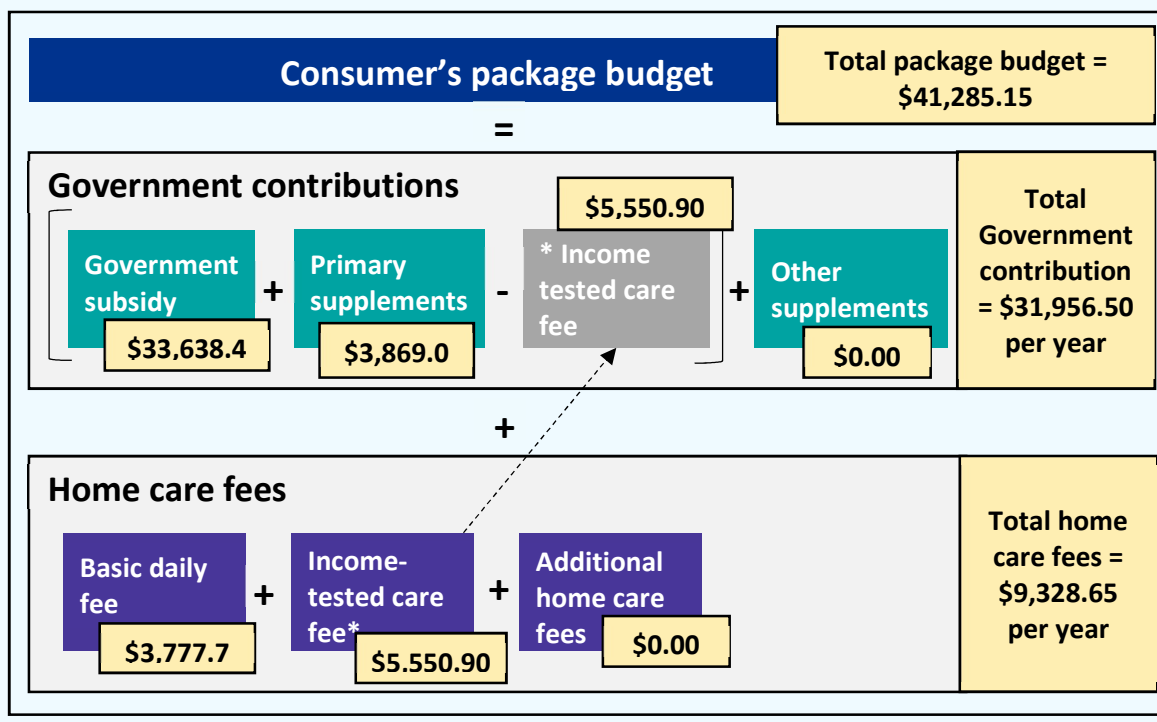 Consumer's package budget
Total package budget =
$41,285.15
=
Government contributions
Government
subsidy
$33,638.4
+
Primary
supplements
$3,869.0
-
$5,550.90
* Income
tested care
fee
+
Other
supplements
$0.00
Total
Government
contribution
= $31,956.50
per year
+
Home care fees
Basic daily
fee
$3,777.7
+
Income-
tested care
fee*
$5,550.90
+
Additional
home care
fees
$0.00
Total home
care fees =
$9,328.65
per year